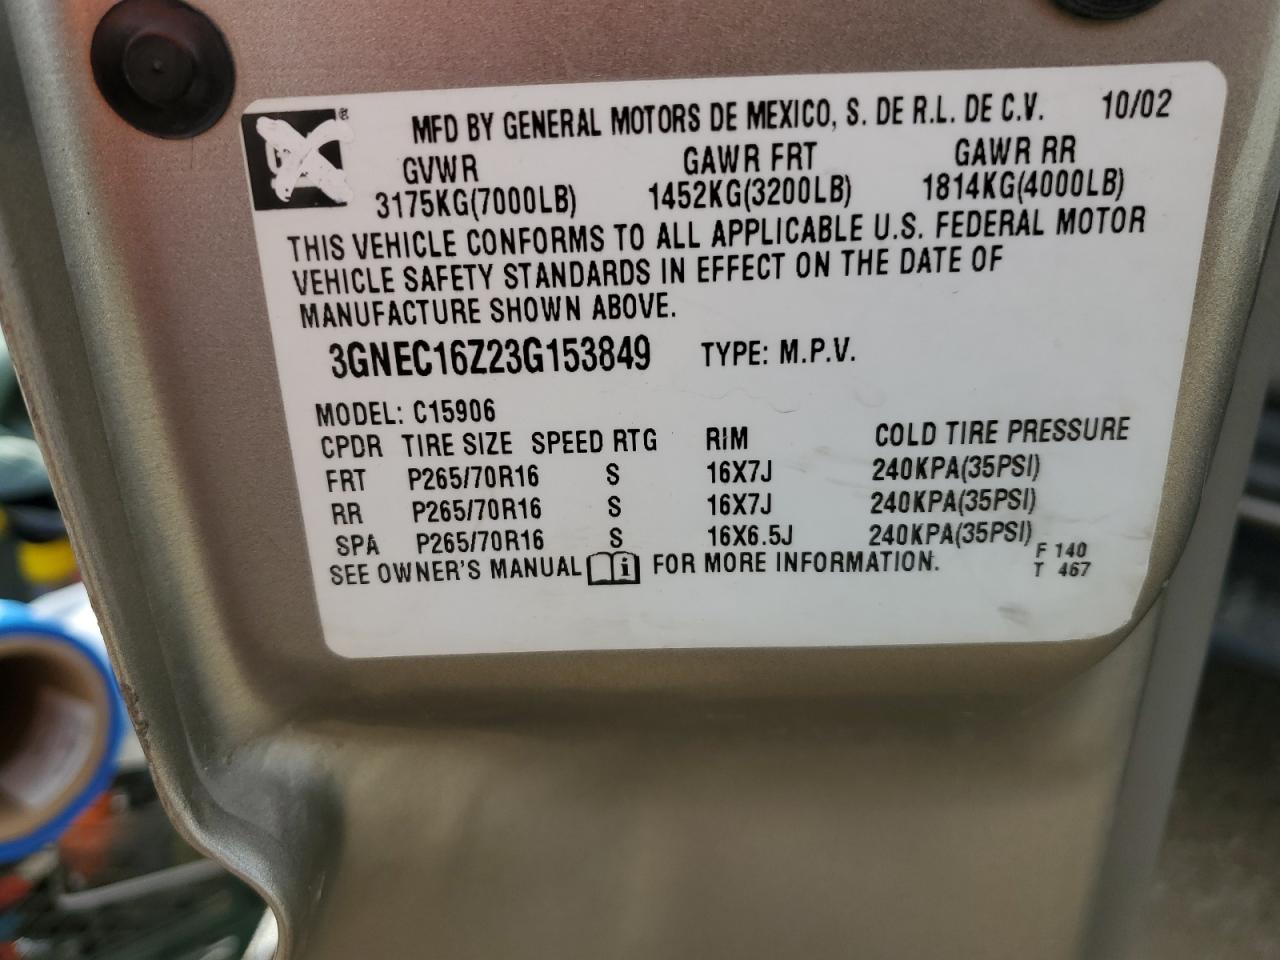 MFD BY GENERAL MOTORS DE MEXICO, S. DE R.L. DE C.V. 10/02
GVWR GAWR FRT GAWR RR
3175KG(7000LB) 1452KG(3200LB) 1814KG(4000LB)
THIS VEHICLE CONFORMS TO ALL APPLICABLE U.S. FEDERAL MOTOR
VEHICLE SAFETY STANDARDS IN EFFECT ON THE DATE OF
MANUFACTURE SHOWN ABOVE.
3GNEC16Z23G153849 TYPE: M.P.V.
MODEL: C15906
CPDR TIRE SIZE SPEED RTG RIM COLD TIRE PRESSURE
FRT P265/70R16 S 16X7J 240KPA(35PSI)
RR P265/70R16 S 16X7J 240KPA(35PSI)
SPA P265/70R16 S 16X6.5J 240KPA(35PSI)
SEE OWNER'S MANUAL i FOR MORE INFORMATION.
F 140
T 467